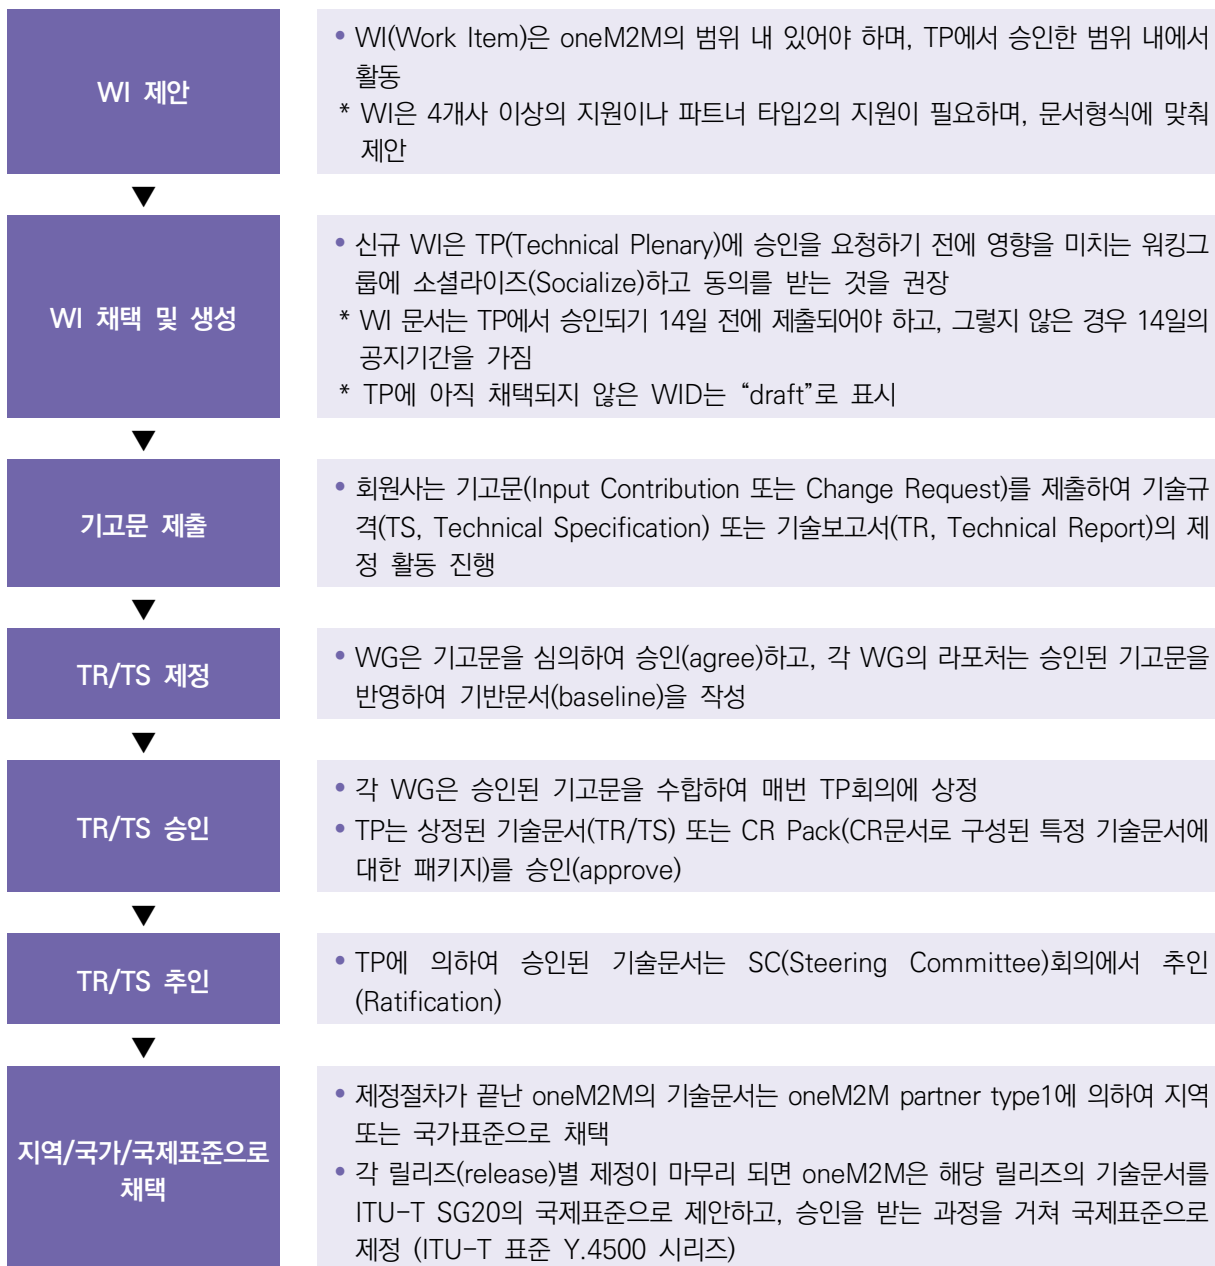 WI 제안
• WI(Work Item)은 oneM2M의 범위 내 있어야 하며, TP에서 승인한 범위 내에서
활동
* WI은 4개사 이상의 지원이나 파트너 타입2의 지원이 필요하며, 문서형식에 맞춰
제안
▼
WI 채택 및 생성
• 신규 WI은 TP(Technical Plenary)에 승인을 요청하기 전에 영향을 미치는 워킹그
룹에 소셜라이즈(Socialize)하고 동의를 받는 것을 권장
* WI 문서는 TP에서 승인되기 14일 전에 제출되어야 하고, 그렇지 않은 경우 14일의
공지기간을 가짐
* TP에 아직 채택되지 않은 WID는 “draft”로 표시
▼
기고문 제출
• 회원사는 기고문(Input Contribution 또는 Change Request)를 제출하여 기술규
격(TS, Technical Specification) 또는 기술보고서(TR, Technical Report)의 제
정 활동 진행
▼
TR/TS 제정
• WG은 기고문을 심의하여 승인(agree)하고, 각 WG의 라포처는 승인된 기고문을
반영하여 기반문서(baseline)을 작성
▼
TR/TS 승인
• 각 WG은 승인된 기고문을 수합하여 매번 TP회의에 상정
• TP는 상정된 기술문서(TR/TS) 또는 CR Pack(CR문서로 구성된 특정 기술문서에
대한 패키지)를 승인(approve)
▼
TR/TS 추인
• TP에 의하여 승인된 기술문서는 SC(Steering Committee)회의에서 추인
(Ratification)
▼
지역/국가/국제표준으로
채택
• 제정절차가 끝난 oneM2M의 기술문서는 oneM2M partner type1에 의하여 지역
또는 국가표준으로 채택
• 각 릴리즈(release)별 제정이 마무리 되면 oneM2M은 해당 릴리즈의 기술문서를
ITU-T SG20의 국제표준으로 제안하고, 승인을 받는 과정을 거쳐 국제표준으로
제정 (ITU-T 표준 Y.4500 시리즈)